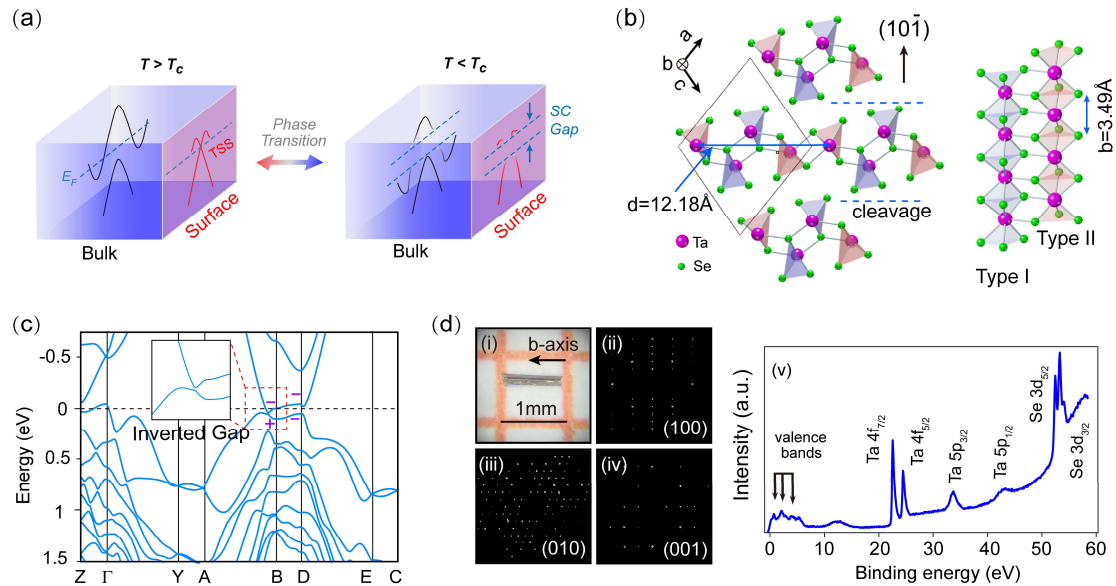 (a)
T > Tc
T < Tc
EF
TSS
Phase
Transition
SC
Gap
Bulk
Surface
Bulk
Surface
(b)
a
b
c
(101̄)
d=12.18Å
cleavage
Ta
Se
b=3.49Å
Type II
Type I
(c)
Energy (eV)
-0.5
0
0.5
1
1.5
Inverted Gap
−
−
+
−
Z Γ Y A B D E C
(d)
(i)
b-axis
1mm
(ii)
(100)
(iii)
(010)
(iv)
(001)
(v)
Intensity (a.u.)
valence
bands
Ta 4f7/2
Ta 4f5/2
Ta 5p3/2
Ta 5p1/2
Se 3d5/2
Se 3d3/2
0 10 20 30 40 50 60
Binding energy (eV)